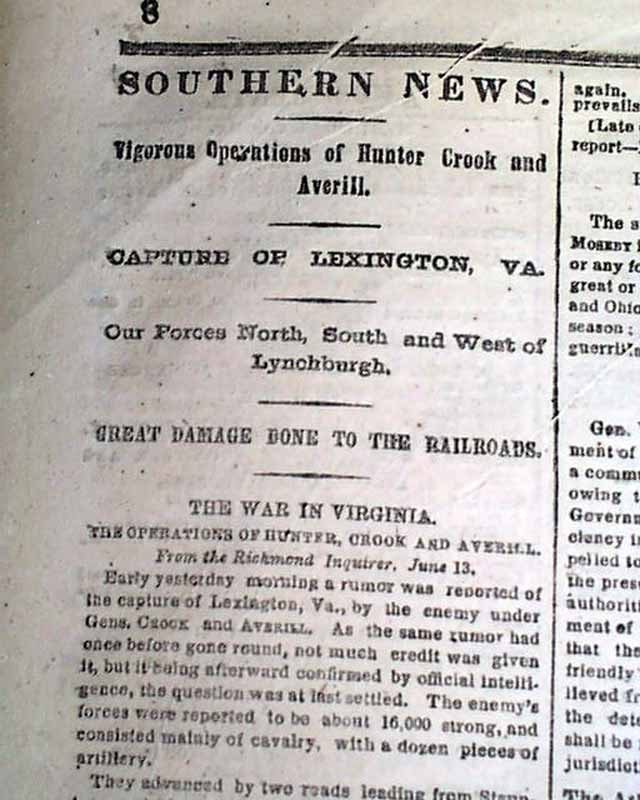 8
SOUTHERN NEWS.
Vigorous Operations of Hunter Crook and
Averill.
CAPTURE OF LEXINGTON, VA.
Our Forces North, South and West of
Lynchburgh.
GREAT DAMAGE DONE TO THE RAILROADS.
THE WAR IN VIRGINIA.
THE OPERATIONS OF HUNTER, CROOK AND AVERILL.
From the Richmond Inquirer, June 13.
Early yesterday morning a rumor was reported of
the capture of Lexington, Va., by the enemy under
Gens. CROOK and AVERILL. As the same rumor had
once before gone round, not much credit was given
it, but it being afterward confirmed by official intelli-
gence, the question was at last settled. The enemy's
forces were reported to be about 16,000 strong, and
consisted mainly of cavalry, with a dozen pieces of
artillery.
They advanced by two roads leading from
again.
prevails
(Late
report—
The s
MOSEBY
or any fo
great or
and Ohio
season;
guerrillas
Gen.
ment of
a commu
owing t
Governm
ciency in
pelled to
the pres
authoriti
ment of
that the
friendly
lieved fr
the dete
shall be
jurisdict